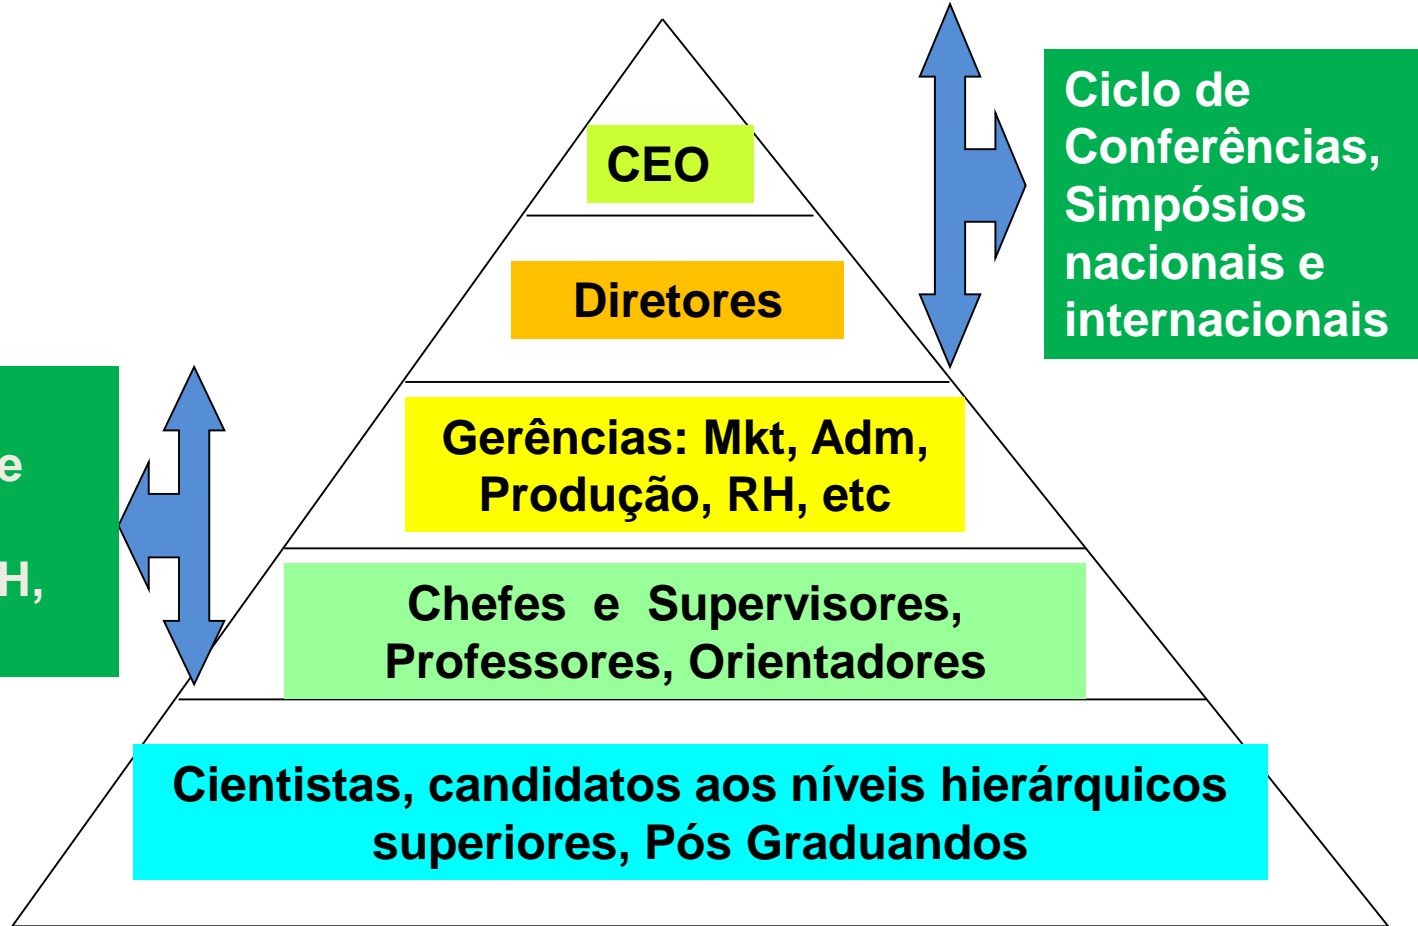 CEO
Diretores
Gerências: Mkt, Adm,
Produção, RH, etc
Chefes e Supervisores,
Professores, Orientadores
Cientistas, candidatos aos níveis hierárquicos
superiores, Pós Graduandos
Ciclo de
Conferências,
Simpósios
nacionais e
internacionais